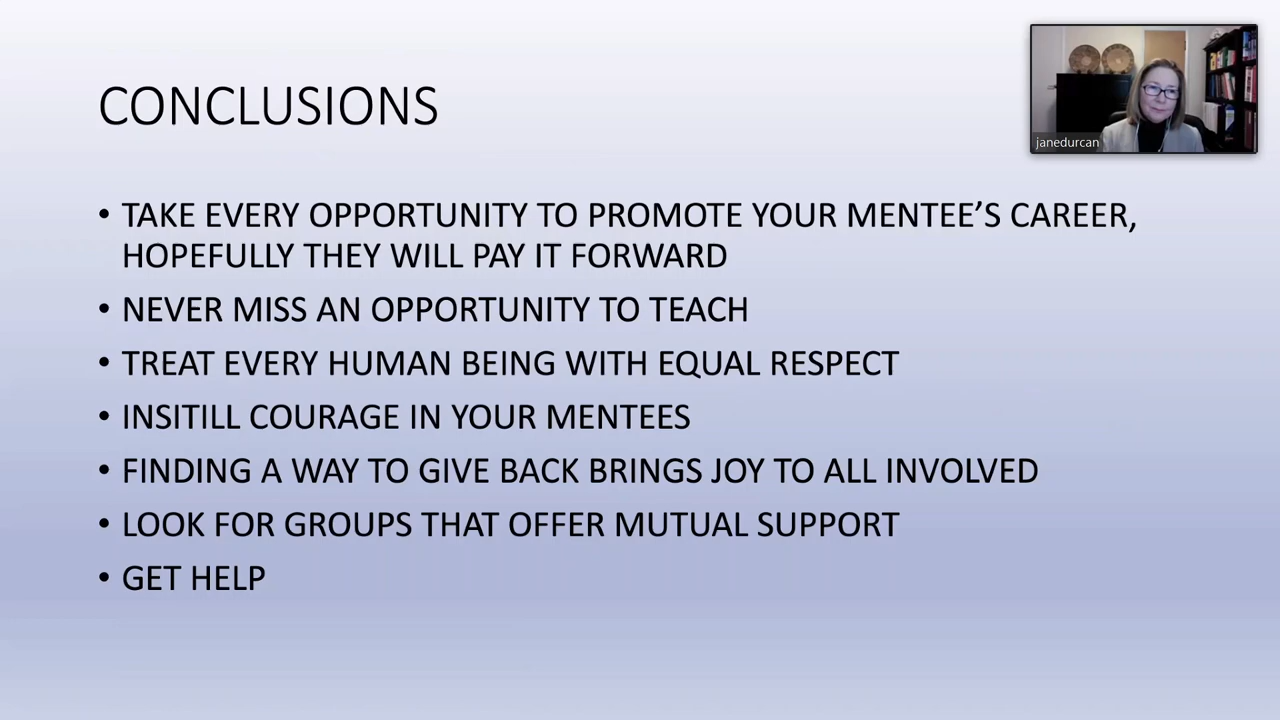 CONCLUSIONS
janedurcan
• TAKE EVERY OPPORTUNITY TO PROMOTE YOUR MENTEE’S CAREER,
HOPEFULLY THEY WILL PAY IT FORWARD
• NEVER MISS AN OPPORTUNITY TO TEACH
• TREAT EVERY HUMAN BEING WITH EQUAL RESPECT
• INSITILL COURAGE IN YOUR MENTEES
• FINDING A WAY TO GIVE BACK BRINGS JOY TO ALL INVOLVED
• LOOK FOR GROUPS THAT OFFER MUTUAL SUPPORT
• GET HELP